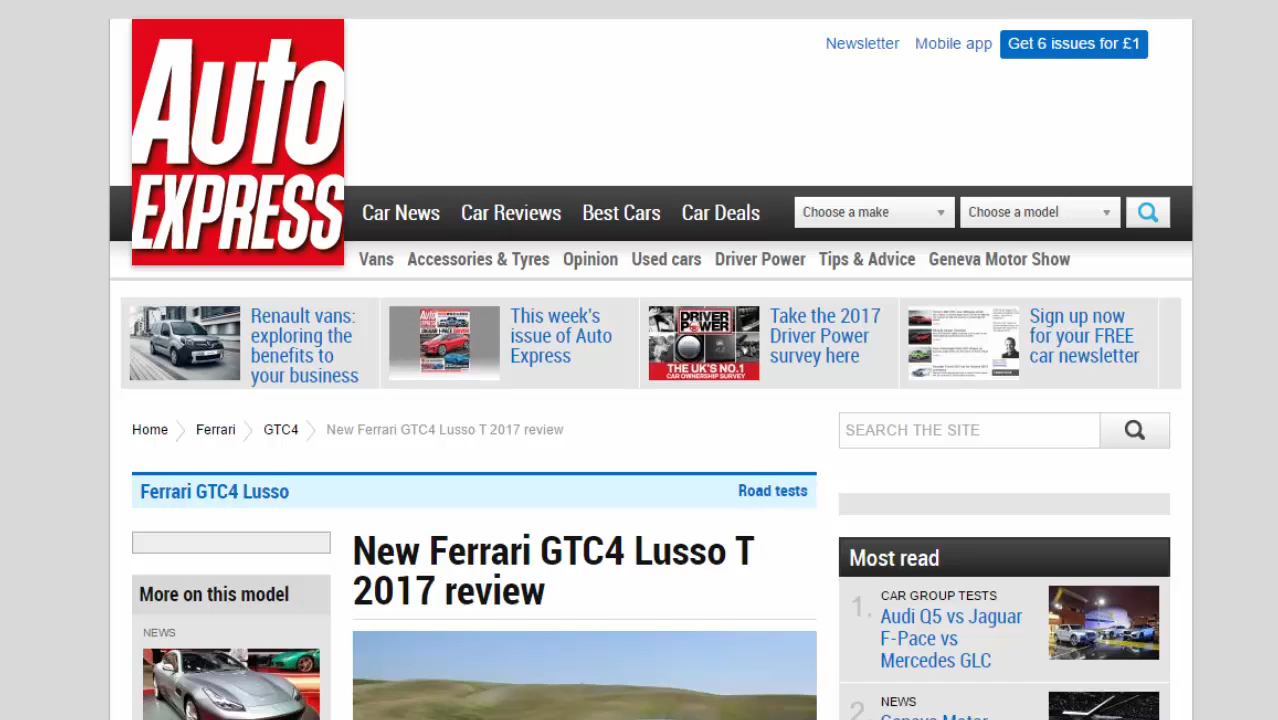 Auto
EXPRESS
Newsletter Mobile app Get 6 issues for £1
Car News Car Reviews Best Cars Car Deals Choose a make Choose a model
Vans Accessories & Tyres Opinion Used cars Driver Power Tips & Advice Geneva Motor Show
Renault vans:
exploring the
benefits to
your business
This week's
issue of Auto
Express
DRIVER
POWER
THE UK'S NO.1
CAR OWNERSHIP SURVEY
Take the 2017
Driver Power
survey here
Sign up now
for your FREE
car newsletter
Home Ferrari GTC4 New Ferrari GTC4 Lusso T 2017 review
SEARCH THE SITE
Ferrari GTC4 Lusso Road tests
New Ferrari GTC4 Lusso T
2017 review
More on this model
NEWS
Most read
1. CAR GROUP TESTS
Audi Q5 vs Jaguar
F-Pace vs
Mercedes GLC
2. NEWS
Geneva Motor